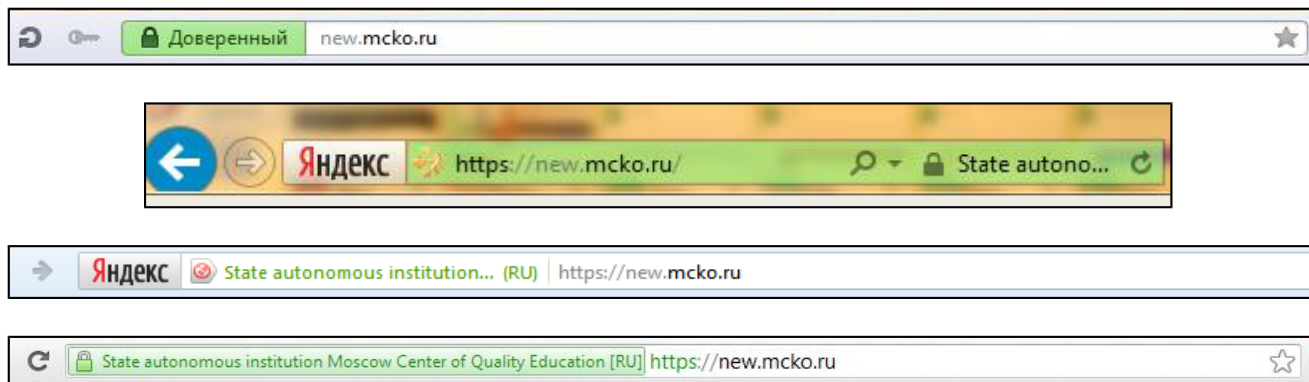 Доверенный new.mcko.ru
Яндекс https://new.mcko.ru/ State autono...
Яндекс State autonomous institution... (RU) https://new.mcko.ru
State autonomous institution Moscow Center of Quality Education [RU] https://new.mcko.ru